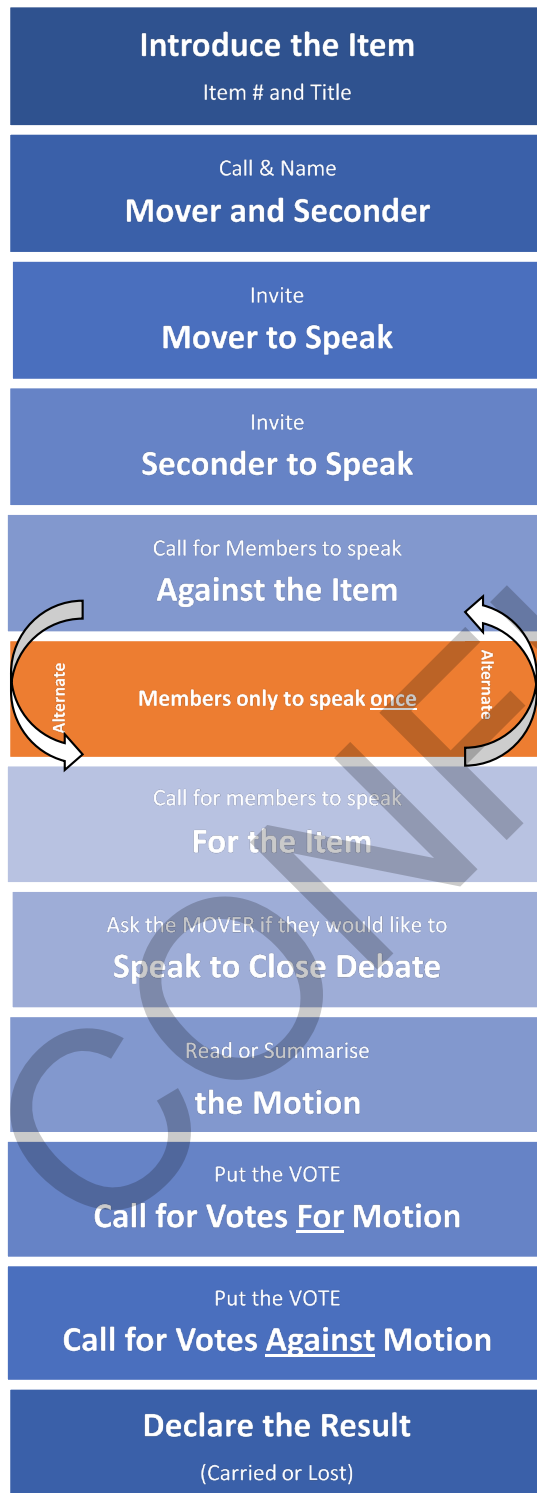 Introduce the Item
Item # and Title
Call & Name
Mover and Seconder
Invite
Mover to Speak
Invite
Seconder to Speak
Call for Members to speak
Against the Item
Alternate
Members only to speak once
Alternate
Call for members to speak
For the Item
Ask the MOVER if they would like to
Speak to Close Debate
Read or Summarise
the Motion
Put the VOTE
Call for Votes For Motion
Put the VOTE
Call for Votes Against Motion
Declare the Result
(Carried or Lost)
CONF